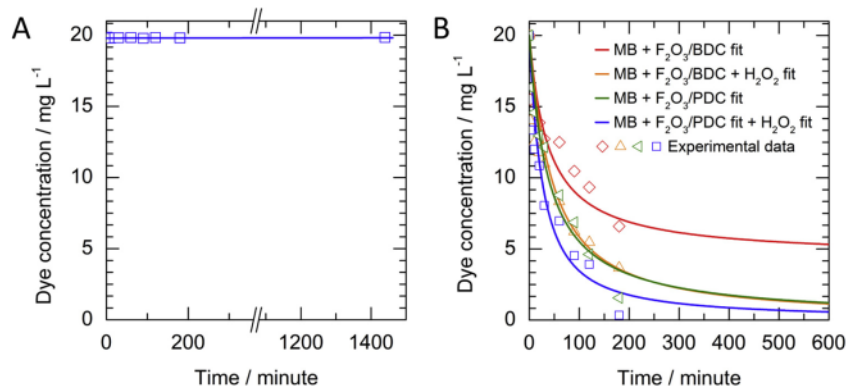 A
20
15
10
5
0
Dye concentration / mg L⁻¹
0 200 1200 1400
Time / minute
B
20
15
10
5
0
Dye concentration / mg L⁻¹
MB + F₂O₃/BDC fit
MB + F₂O₃/BDC + H₂O₂ fit
MB + F₂O₃/PDC fit
MB + F₂O₃/PDC fit + H₂O₂ fit
Experimental data
0 100 200 300 400 500 600
Time / minute